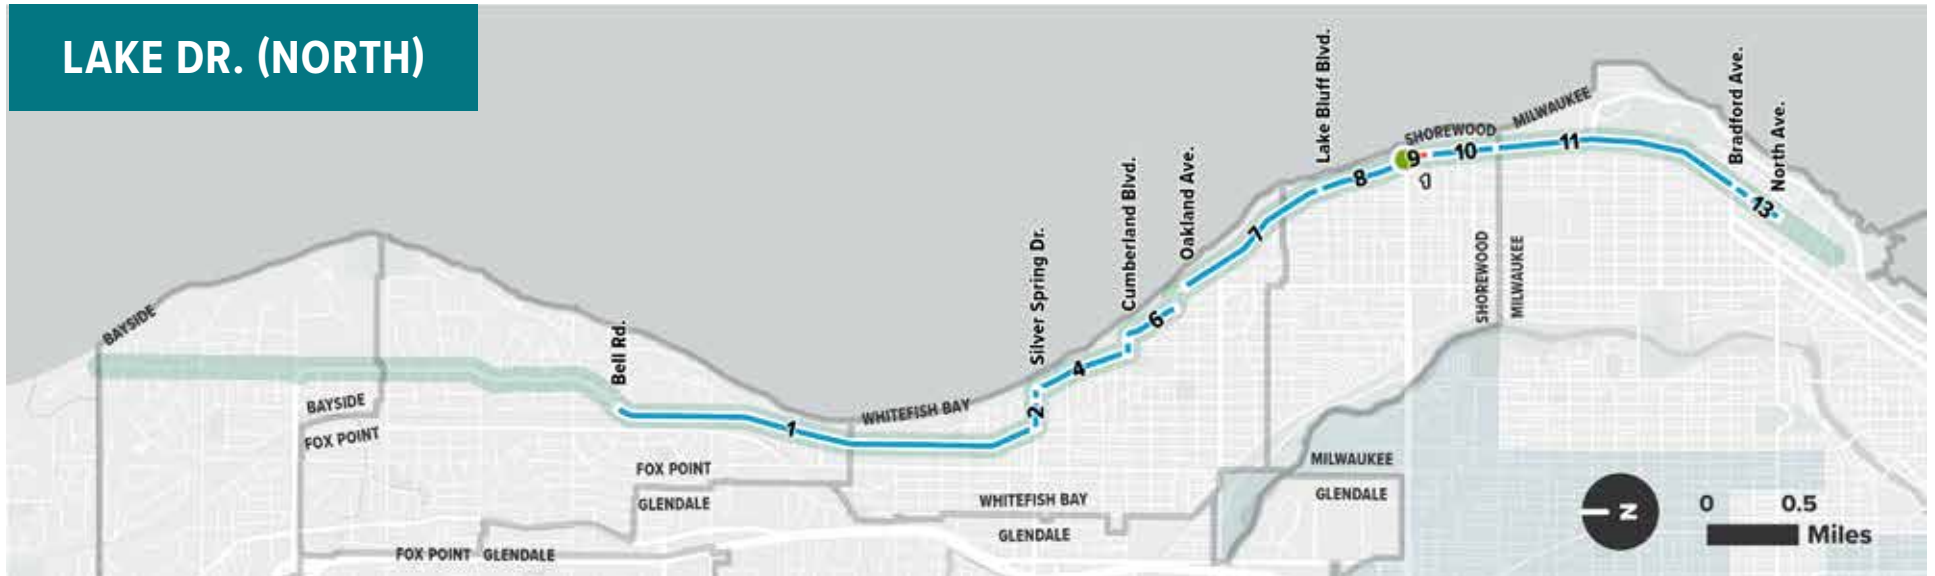 LAKE DR. (NORTH)
Lake Bluff Blvd.
Bradford Ave.
North Ave.
SHOREWOOD
MILWAUKEE
9
10
11
8
13
Cumberland Blvd.
Oakland Ave.
7
SHOREWOOD
MILWAUKEE
Silver Spring Dr.
6
BAYSIDE
Bell Rd.
4
BAYSIDE
FOX POINT
WHITEFISH BAY
2
1
FOX POINT
GLENDALE
WHITEFISH BAY
GLENDALE
MILWAUKEE
GLENDALE
FOX POINT GLENDALE
N
0 0.5
Miles